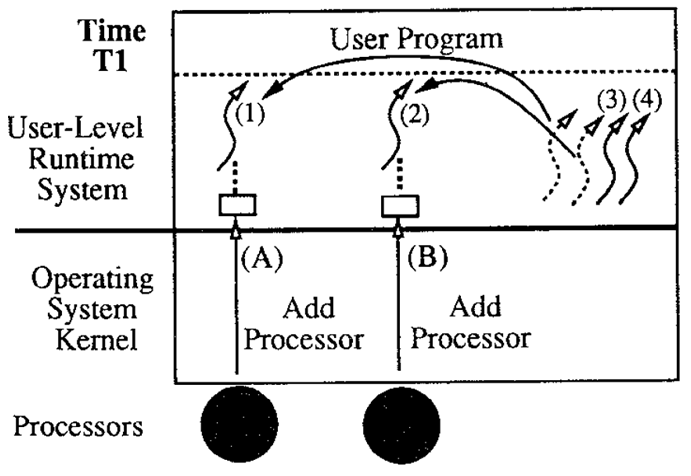 Time
T1
User Program
(1)
(2)
(3)
(4)
User-Level
Runtime
System
(A)
(B)
Operating
System
Kernel
Add
Processor
Add
Processor
Processors